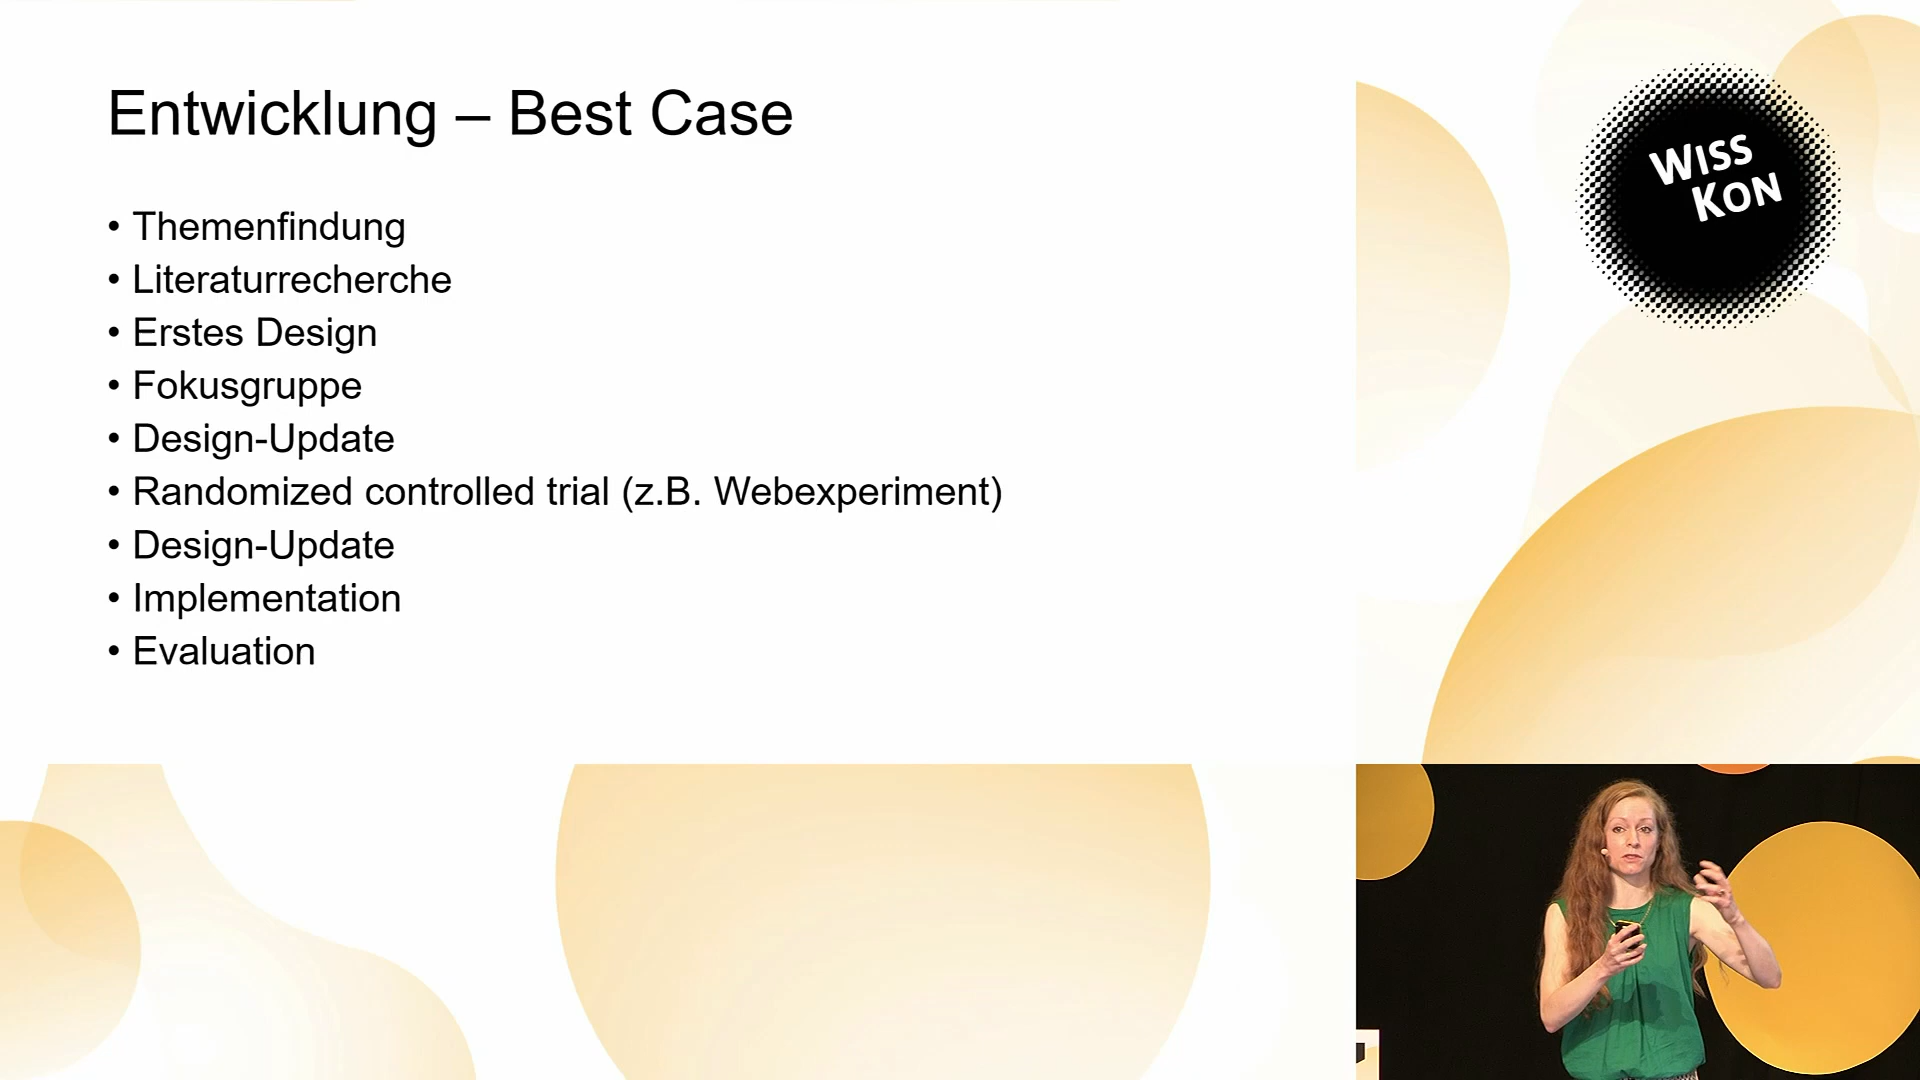 Entwicklung – Best Case
• Themenfindung
• Literaturrecherche
• Erstes Design
• Fokusgruppe
• Design-Update
• Randomized controlled trial (z.B. Webexperiment)
• Design-Update
• Implementation
• Evaluation
WISS
KON